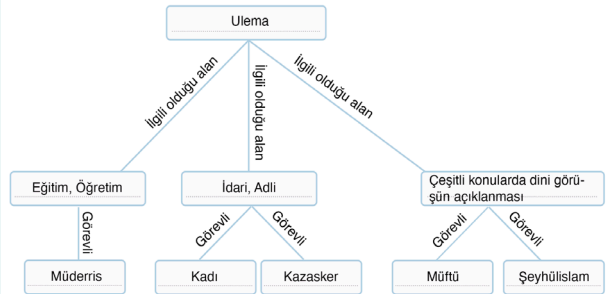 Ulema
İlgili olduğu alan
İlgili olduğu alan
İlgili olduğu alan
Eğitim, Öğretim
İdari, Adli
Çeşitli konularda dini görü-
şün açıklanması
Görevli
Görevli
Görevli
Görevli
Görevli
Müderris
Kadı
Kazasker
Müftü
Şeyhülislam